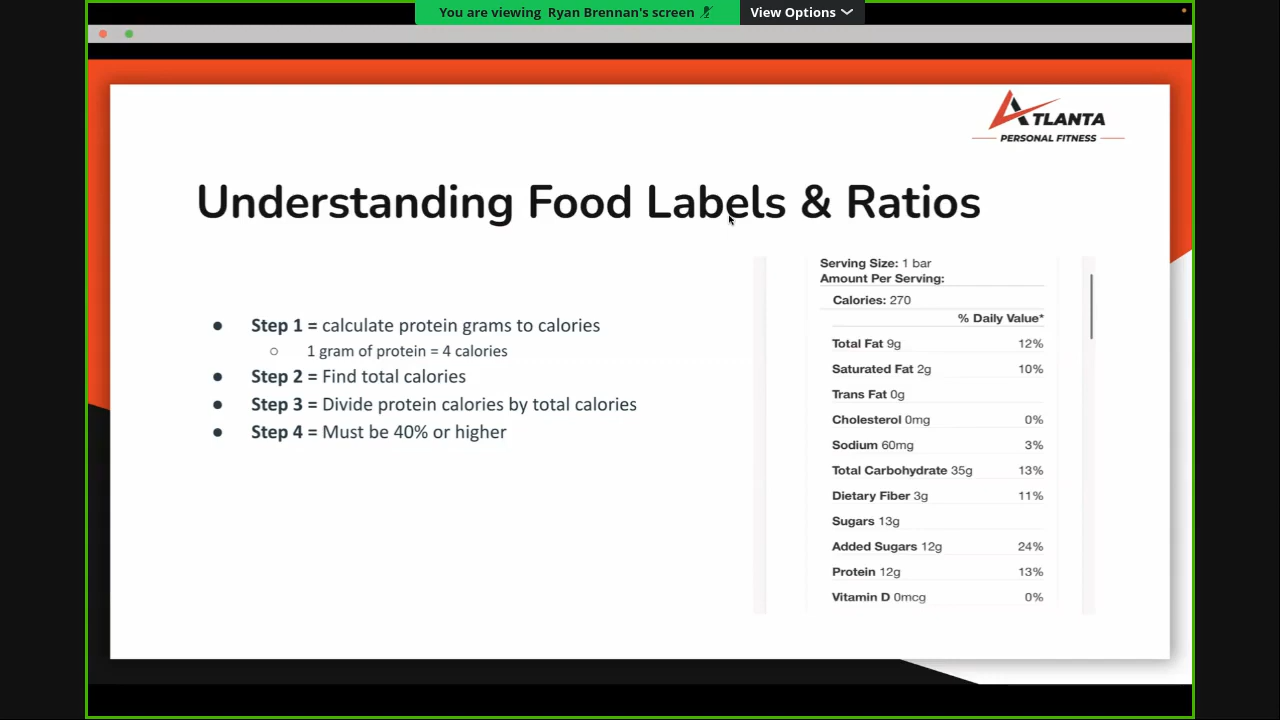 You are viewing Ryan Brennan's screen
View Options
ATLANTA
PERSONAL FITNESS
Understanding Food Labels & Ratios
Step 1 = calculate protein grams to calories
1 gram of protein = 4 calories
Step 2 = Find total calories
Step 3 = Divide protein calories by total calories
Step 4 = Must be 40% or higher
Serving Size: 1 bar
Amount Per Serving:
Calories: 270
% Daily Value*
Total Fat 9g 12%
Saturated Fat 2g 10%
Trans Fat 0g
Cholesterol 0mg 0%
Sodium 60mg 3%
Total Carbohydrate 35g 13%
Dietary Fiber 3g 11%
Sugars 13g
Added Sugars 12g 24%
Protein 12g 13%
Vitamin D 0mcg 0%